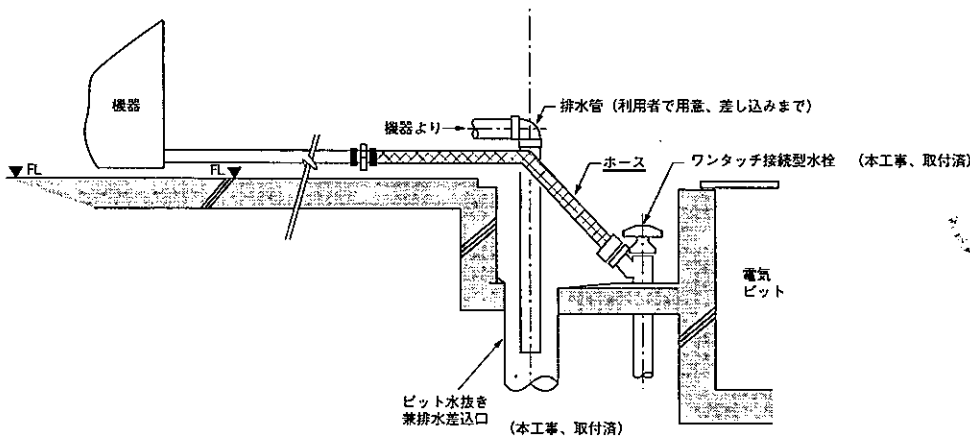 排水管（利用者で用意、差し込みまで）
機器
機器より
ホース
ワンタッチ接続型水栓 （本工事、取付済）
FL
FL
電気
ピット
ピット水抜き
兼排水差込口 （本工事、取付済）